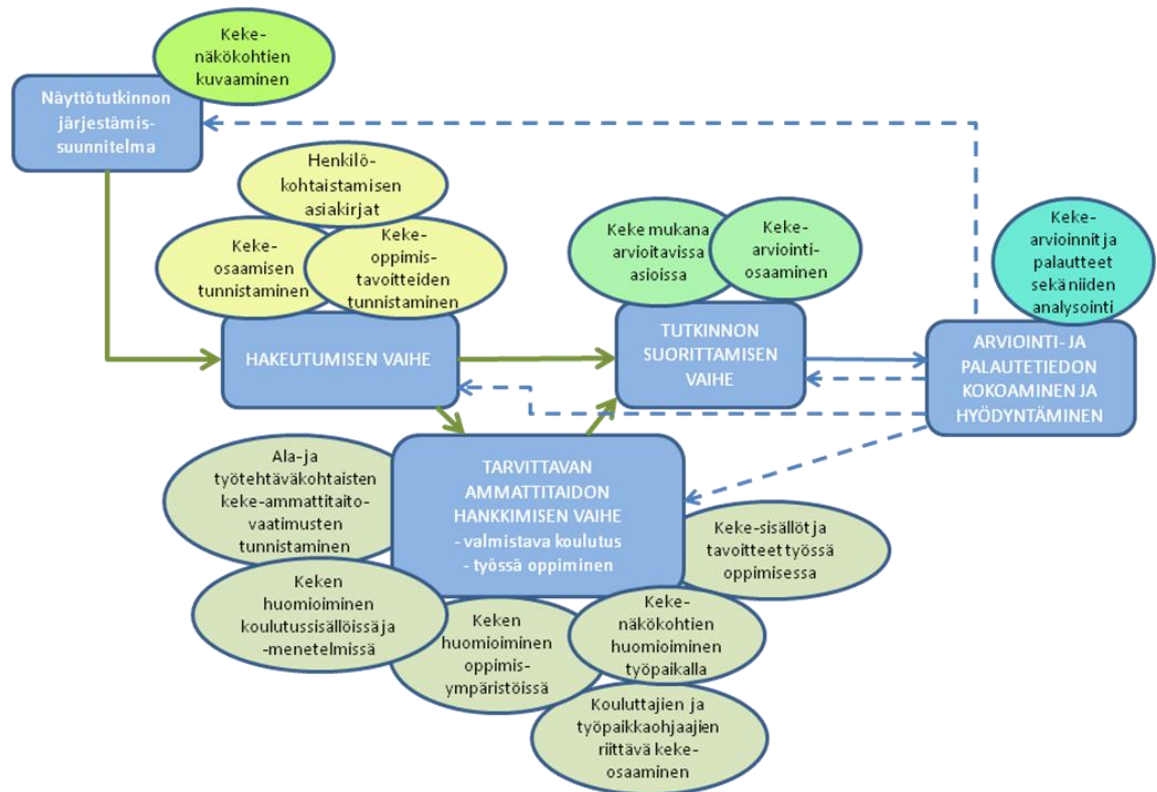 Keke-
näkökohtien
kuvaaminen
Näyttötutkinnon
järjestämis-
suunnitelma
Henkilö-
kohtaistamisen
asiakirjat
Keke-
osaamisen
tunnistaminen
Keke-
oppimis-
tavoitteiden
tunnistaminen
Keke mukana
arvioitavissa
asioissa
Keke-
arviointi-
osaaminen
Keke-
arvioinnit ja
palautteet
sekä niiden
analysointi
HAKEUTUMISEN VAIHE
TUTKINNON
SUORITTAMISEN
VAIHE
ARVIOINTI- JA
PALAUTETIEDON
KOKOAMINEN JA
HYÖDYNTÄMINEN
TARVITTAVAN
AMMATTITAIDON
HANKKIMISEN VAIHE
- valmistava koulutus
- työssä oppiminen
Ala- ja
työtehtäväkohtaisten
keke-ammattitaito-
vaatimusten
tunnistaminen
Keke-sisällöt ja
tavoitteet työssä
oppimisessa
Keken
huomioiminen
koulutussisällöissä ja
-menetelmissä
Keken
huomioiminen
oppimis-
ympäristöissä
Keke-
näkökohtien
huomioiminen
työpaikalla
Kouluttajien ja
työpaikkaohjaajien
riittävä keke-
osaaminen